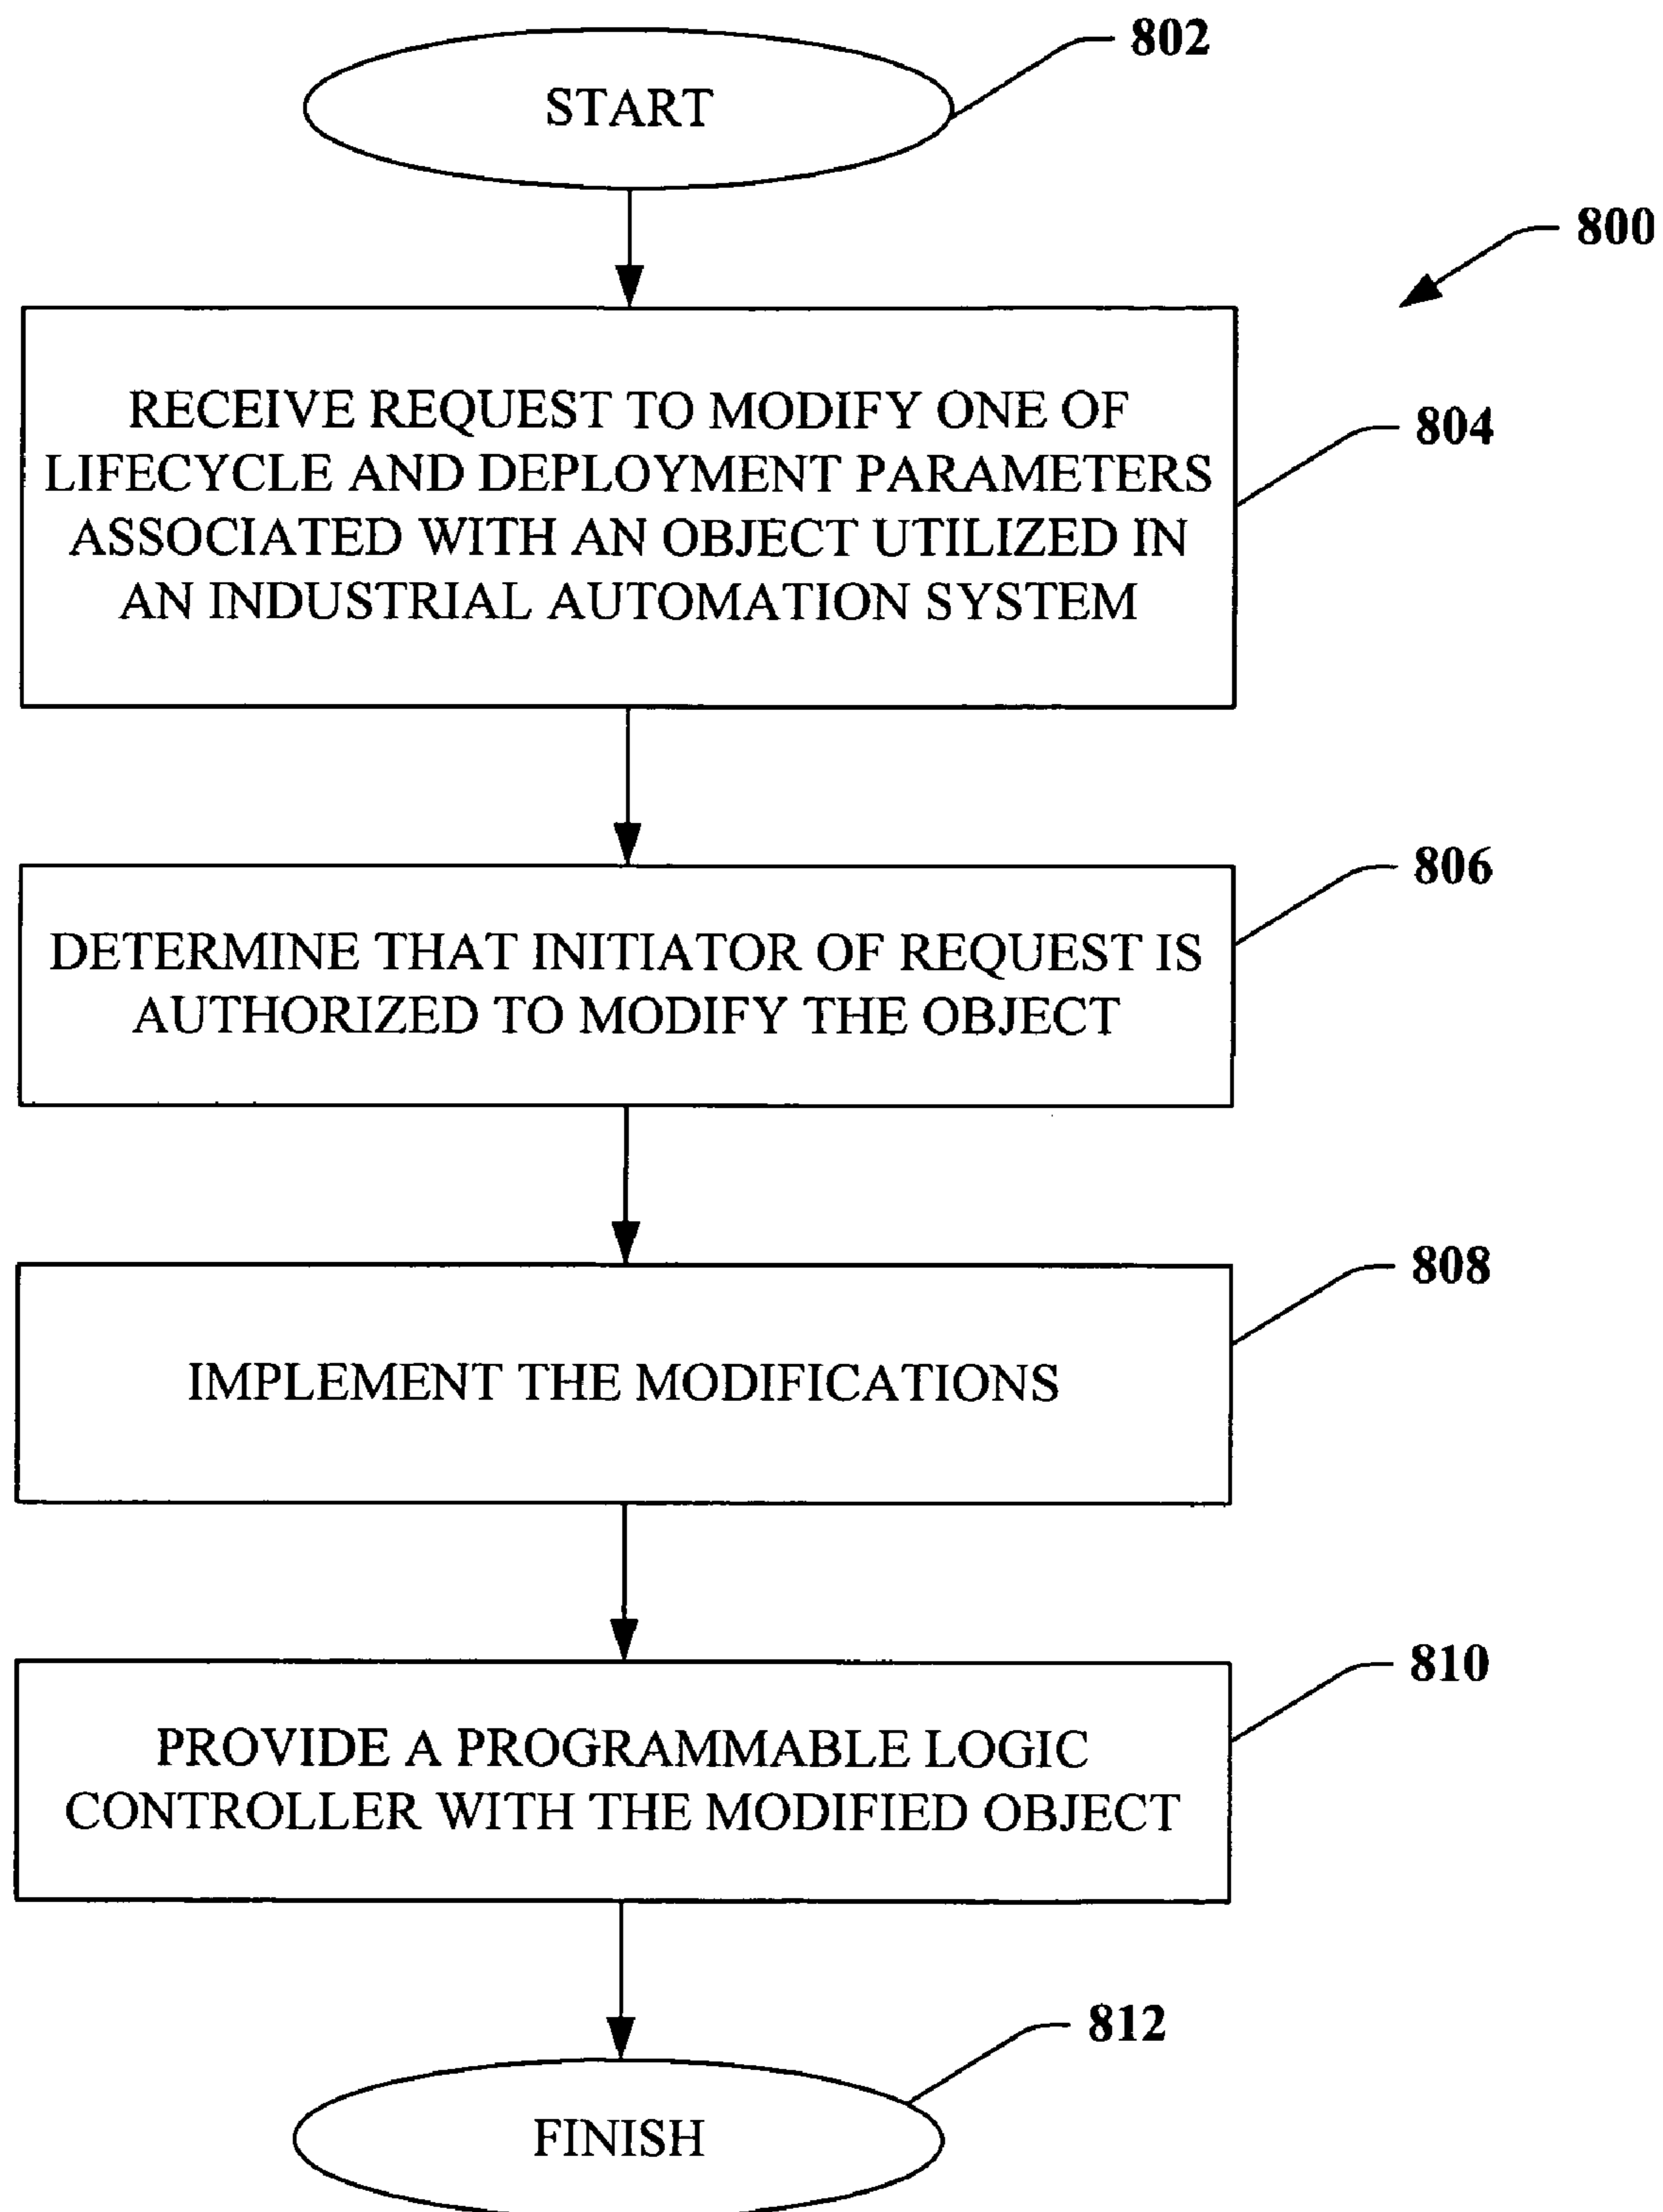 START
802
800
RECEIVE REQUEST TO MODIFY ONE OF
LIFECYCLE AND DEPLOYMENT PARAMETERS
ASSOCIATED WITH AN OBJECT UTILIZED IN
AN INDUSTRIAL AUTOMATION SYSTEM
804
DETERMINE THAT INITIATOR OF REQUEST IS
AUTHORIZED TO MODIFY THE OBJECT
806
IMPLEMENT THE MODIFICATIONS
808
PROVIDE A PROGRAMMABLE LOGIC
CONTROLLER WITH THE MODIFIED OBJECT
810
FINISH
812